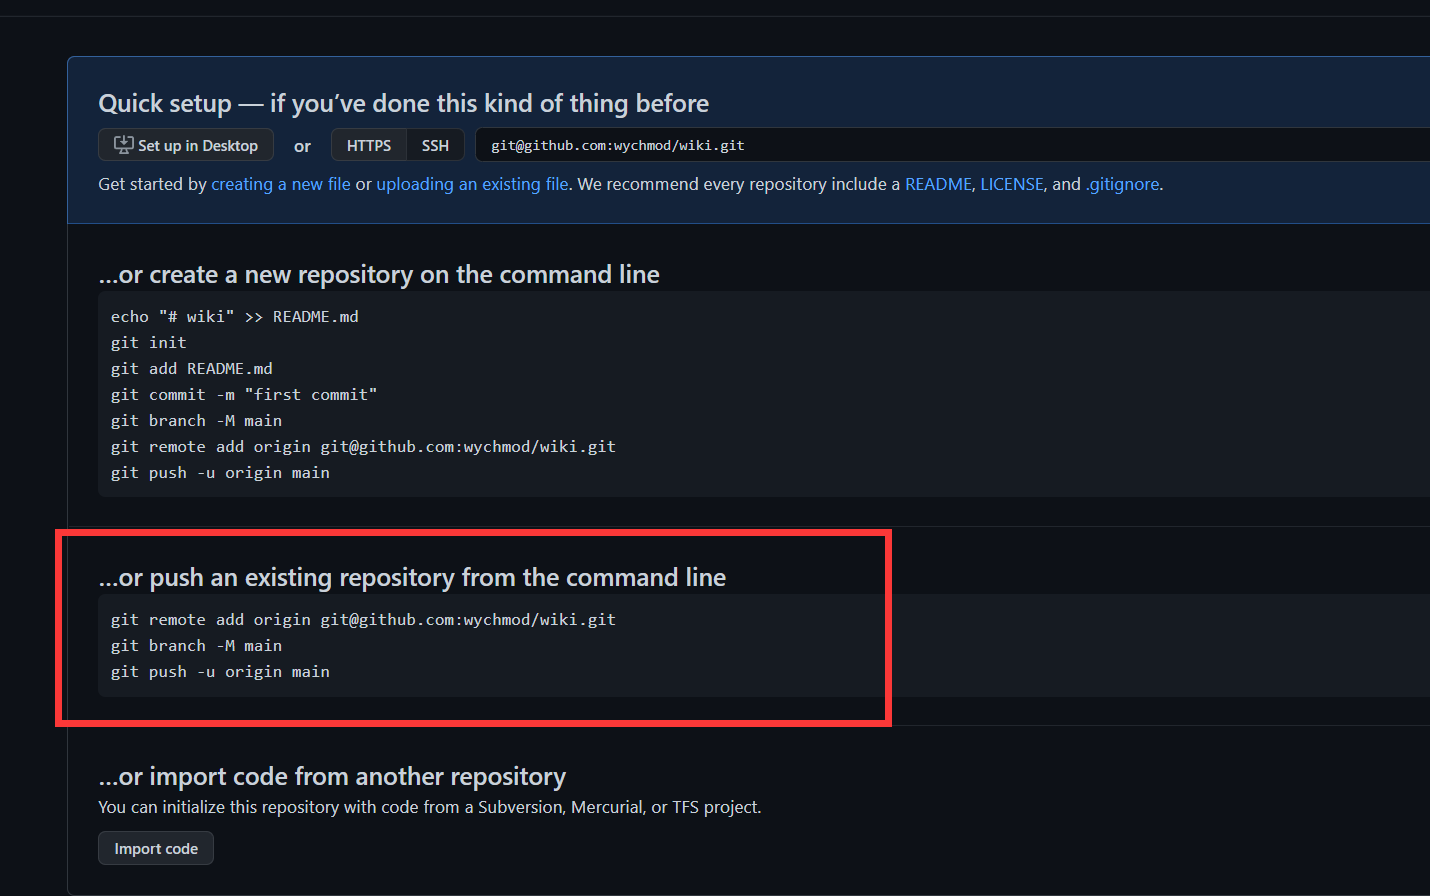 Quick setup — if you’ve done this kind of thing before
Set up in Desktop or HTTPS SSH git@github.com:wychmod/wiki.git
Get started by creating a new file or uploading an existing file. We recommend every repository include a README, LICENSE, and .gitignore.
…or create a new repository on the command line
echo "# wiki" >> README.md
git init
git add README.md
git commit -m "first commit"
git branch -M main
git remote add origin git@github.com:wychmod/wiki.git
git push -u origin main
…or push an existing repository from the command line
git remote add origin git@github.com:wychmod/wiki.git
git branch -M main
git push -u origin main
…or import code from another repository
You can initialize this repository with code from a Subversion, Mercurial, or TFS project.
Import code